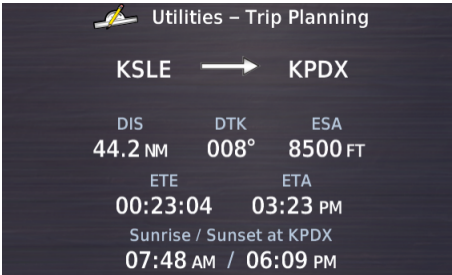 Utilities – Trip Planning
KSLE KPDX
DIS DTK ESA
44.2 NM 008° 8500 FT
ETE ETA
00:23:04 03:23 PM
Sunrise / Sunset at KPDX
07:48 AM / 06:09 PM